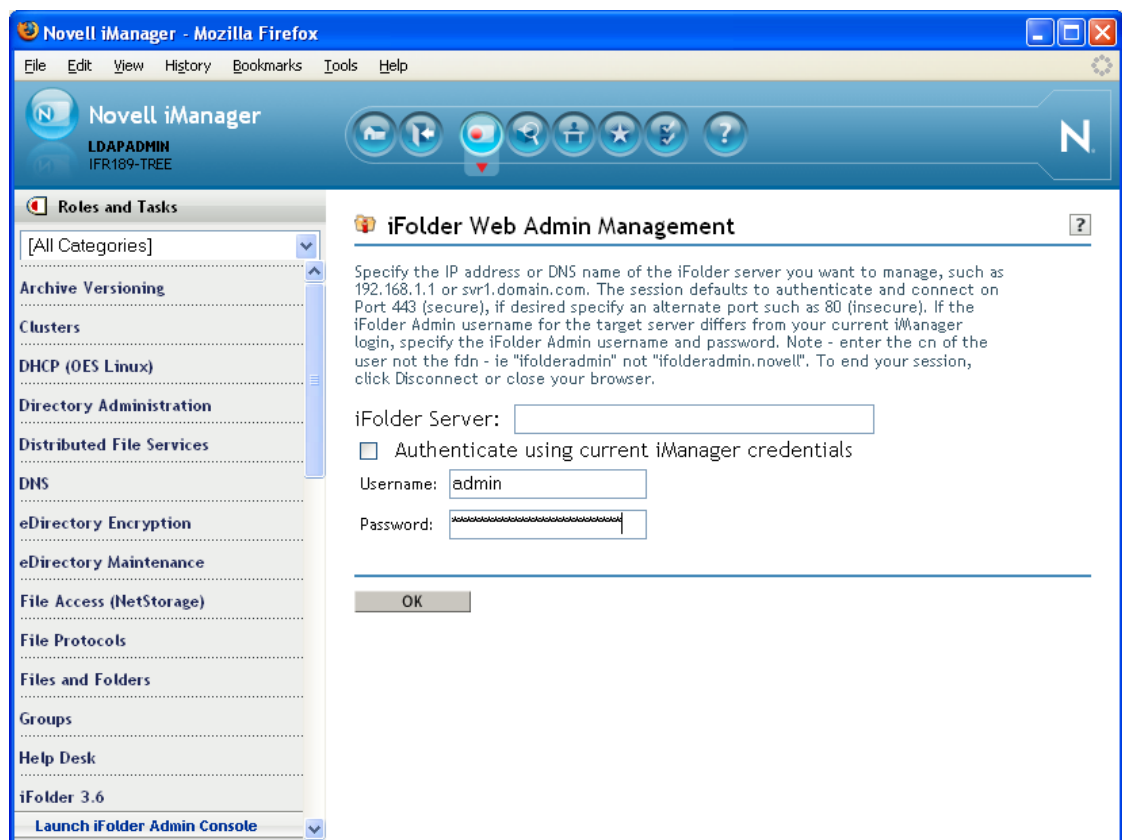 Novell iManager - Mozilla Firefox
File Edit View History Bookmarks Tools Help
N
Novell iManager
LDAPADMIN
IFR189-TREE
?
N.
Roles and Tasks
[All Categories]
Archive Versioning
Clusters
DHCP (OES Linux)
Directory Administration
Distributed File Services
DNS
eDirectory Encryption
eDirectory Maintenance
File Access (NetStorage)
File Protocols
Files and Folders
Groups
Help Desk
iFolder 3.6
Launch iFolder Admin Console
iFolder Web Admin Management
?
Specify the IP address or DNS name of the iFolder server you want to manage, such as
192.168.1.1 or svr1.domain.com. The session defaults to authenticate and connect on
Port 443 (secure), if desired specify an alternate port such as 80 (insecure). If the
iFolder Admin username for the target server differs from your current iManager
login, specify the iFolder Admin username and password. Note - enter the cn of the
user not the fdn - ie "ifolderadmin" not "ifolderadmin.novell". To end your session,
click Disconnect or close your browser.
iFolder Server:
Authenticate using current iManager credentials
Username: admin
Password:
OK